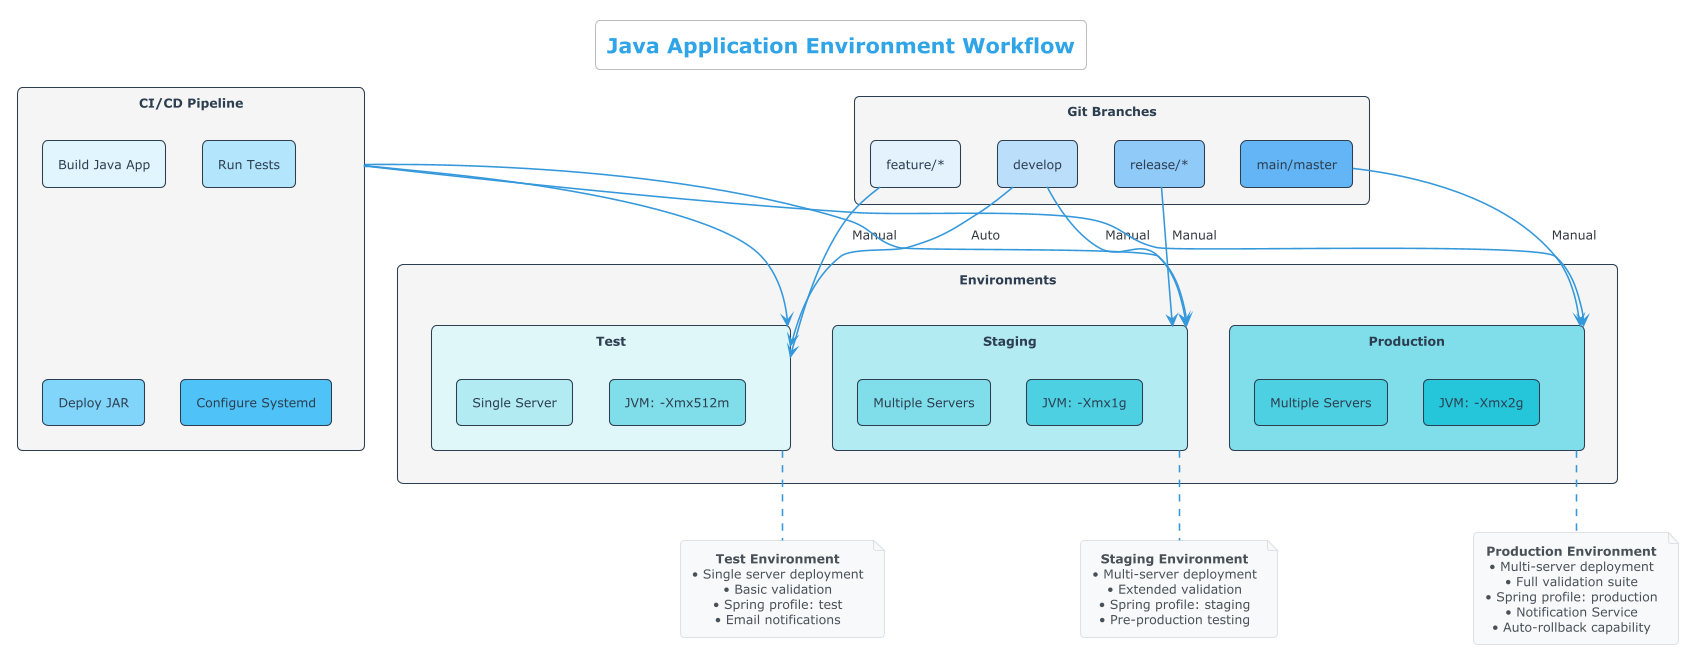 Java Application Environment Workflow
CI/CD Pipeline
Build Java App
Run Tests
Deploy JAR
Configure Systemd
Git Branches
feature/*
develop
release/*
main/master
Manual
Auto
Manual
Manual
Manual
Environments
Test
Single Server
JVM: -Xmx512m
Staging
Multiple Servers
JVM: -Xmx1g
Production
Multiple Servers
JVM: -Xmx2g
Test Environment
• Single server deployment
• Basic validation
• Spring profile: test
• Email notifications
Staging Environment
• Multi-server deployment
• Extended validation
• Spring profile: staging
• Pre-production testing
Production Environment
• Multi-server deployment
• Full validation suite
• Spring profile: production
• Notification Service
• Auto-rollback capability